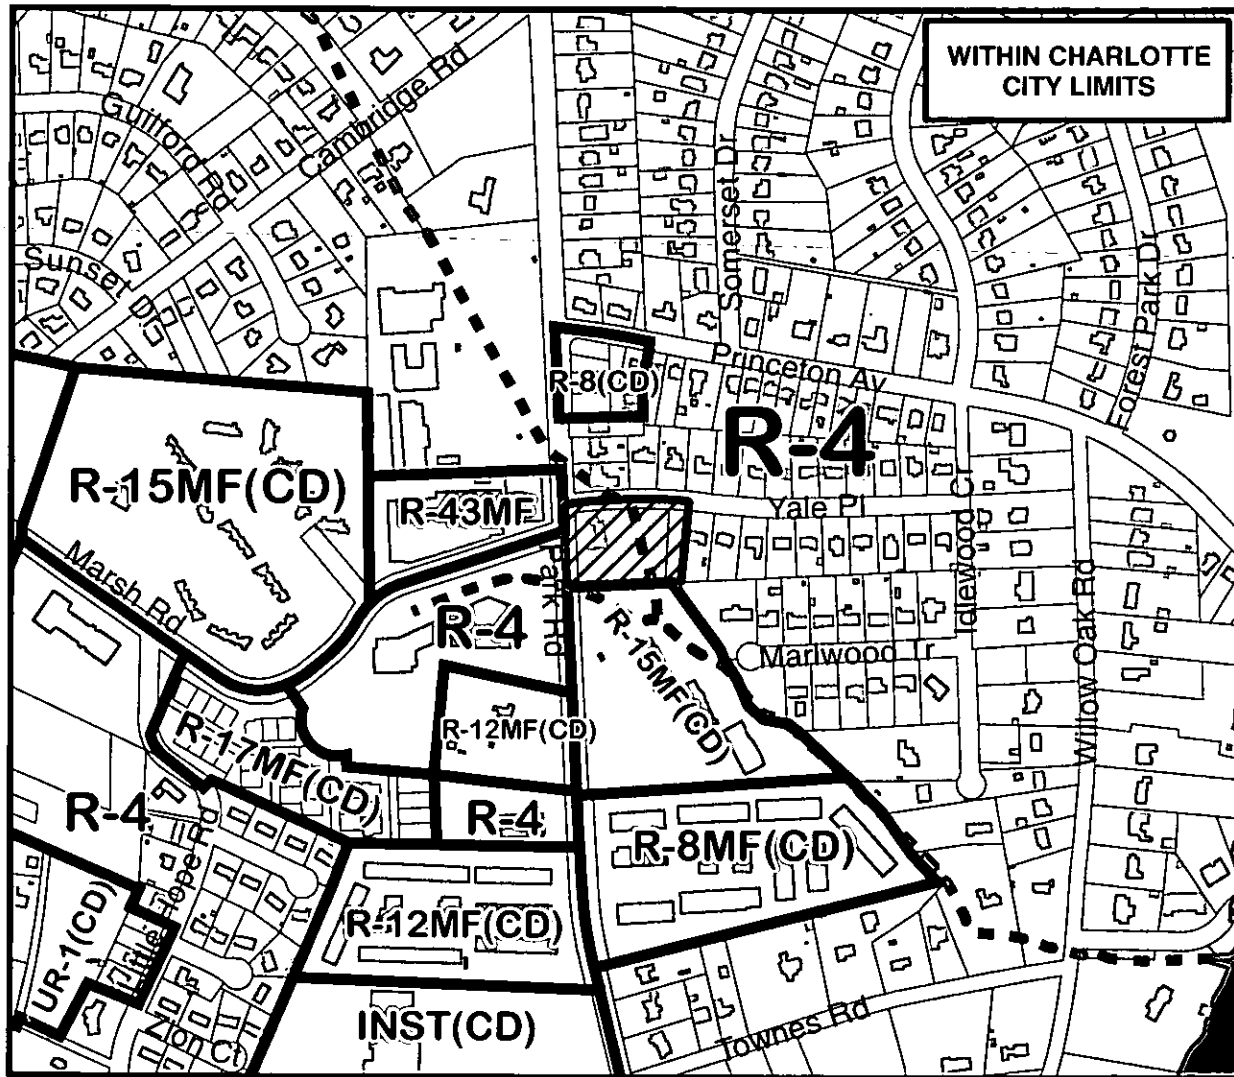 WITHIN CHARLOTTE
CITY LIMITS
Guilford Rd
Cambridge Rd
Somerset Dr
Sunset Dr
Forest Park Dr
Princeton Av
R-8(CD)
R-4
R-15MF(CD)
R-43MF
Yale Pl
Idlewood Cr
Marsh Rd
Park Rd
R-4
R-15MF(CD)
Marlwood Tr
Willow Oak Rd
R-12MF(CD)
R-17MF(CD)
R-4
R-4
R-8MF(CD)
Little Hope Rd
UR-1(CD)
R-12MF(CD)
Zion Ct
INST(CD)
Townes Rd